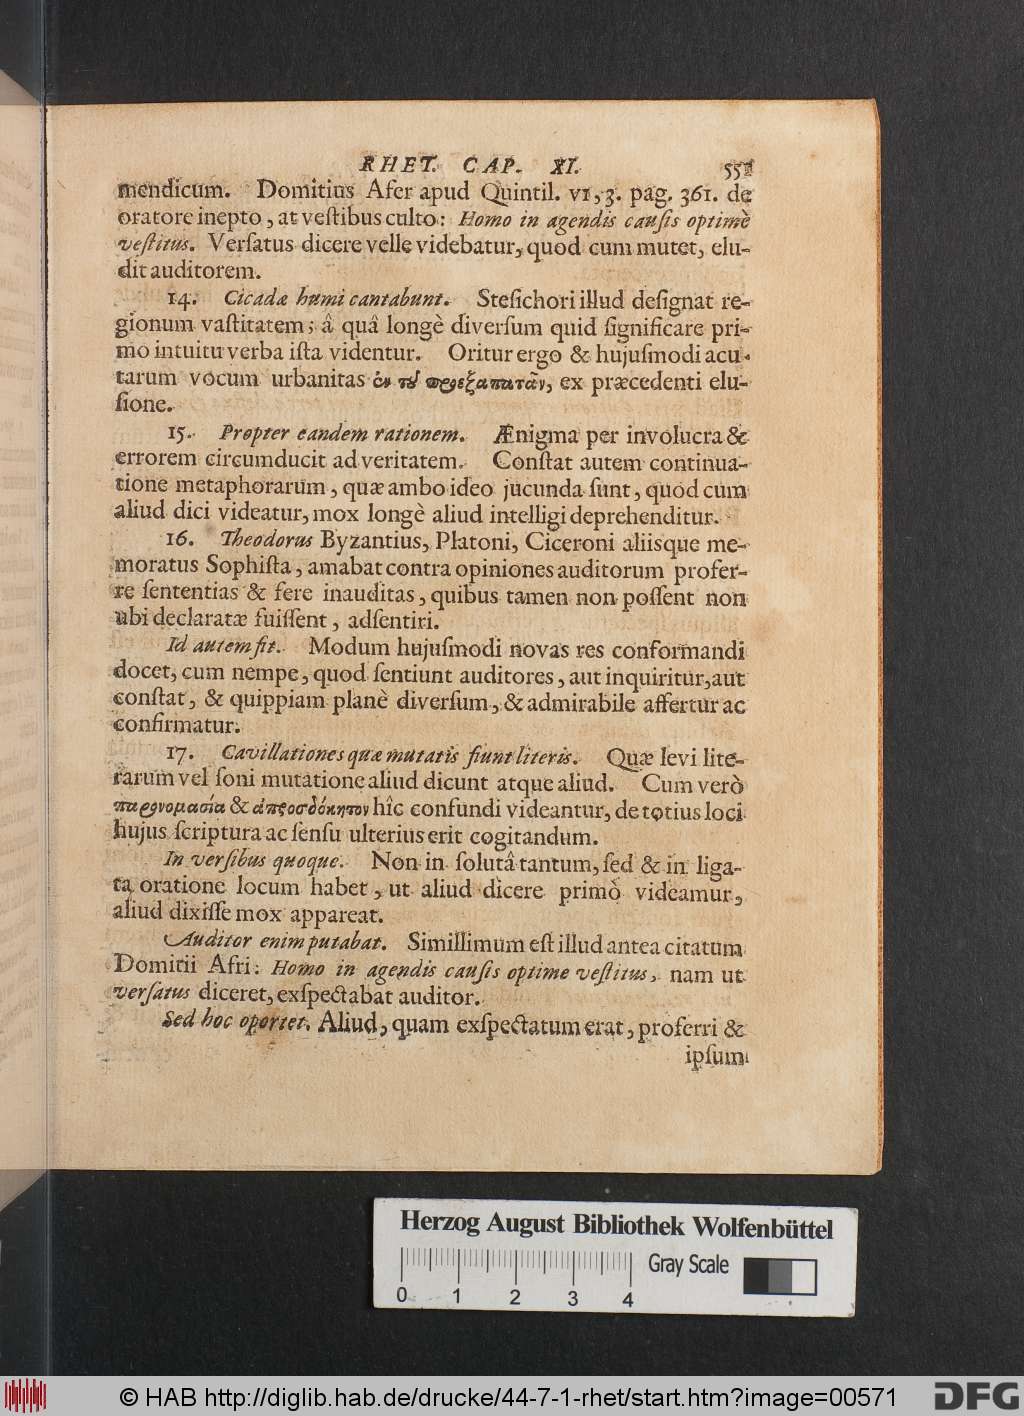 RHET. CAP. XI. 551
mendicum. Domitius Afer apud Quintil. VI, 3. pag. 361. de
oratore inepto, at veſtibus culto: Homo in agendis cauſis optimè
veſtitus. Verſatus dicere velle videbatur, quod cum mutet, elu-
dit auditorem.
14. Cicadæ humi cantabunt. Steſichori illud deſignat re-
gionum vaſtitatem; â quâ longè diverſum quid ſignificare pri-
mo intuitu verba iſta videntur. Oritur ergo & hujuſmodi acu-
tarum vocum urbanitas ἐν τῷ προεξαπατᾶν, ex præcedenti elu-
ſione.
15. Propter eandem rationem. Ænigma per involucra &
errorem circumducit ad veritatem. Conſtat autem continua-
tione metaphorarum, quæ ambo ideo jucunda ſunt, quod cum
aliud dici videatur, mox longè aliud intelligi deprehenditur.
16. Theodorus Byzantius, Platoni, Ciceroni aliisque me-
moratus Sophiſta, amabat contra opiniones auditorum profer-
re ſententias & fere inauditas, quibus tamen non poſſent non
ubi declaratæ fuiſſent, adſentiri.
Id autem fit. Modum hujuſmodi novas res conformandi
docet, cum nempe, quod ſentiunt auditores, aut inquiritur, aut
conſtat, & quippiam planè diverſum, & admirabile affertur ac
confirmatur.
17. Cavillationes quæ mutatis fiunt literis. Quæ levi lite-
rarum vel ſoni mutatione aliud dicunt atque aliud. Cum verò
παρονομασία & ἀπροσδόκητον hîc confundi videantur, de totius loci
hujus ſcriptura ac ſenſu ulterius erit cogitandum.
In verſibus quoque. Non in ſolutâ tantum, ſed & in liga-
ta oratione locum habet, ut aliud dicere primò videamur,
aliud dixiſſe mox appareat.
Auditor enim putabat. Simillimum eſt illud antea citatum
Domitii Afri: Homo in agendis cauſis optime veſtitus, nam ut
verſatus diceret, exſpectabat auditor.
Sed hoc oportet. Aliud, quam exſpectatum erat, proferri &
ipſum
Herzog August Bibliothek Wolfenbüttel
Gray Scale
0 1 2 3 4
© HAB http://diglib.hab.de/drucke/44-7-1-rhet/start.htm?image=00571
DFG